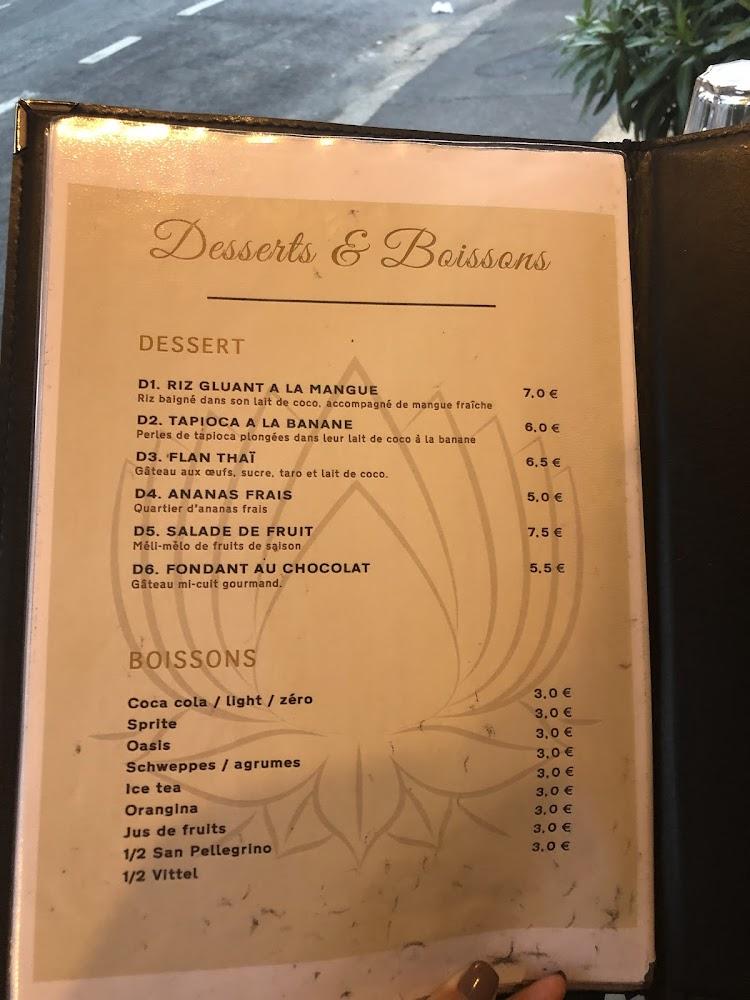 Desserts & Boissons
DESSERT
D1. RIZ GLUANT A LA MANGUE 7,0 €
Riz baigné dans son lait de coco, accompagné de mangue fraîche
D2. TAPIOCA A LA BANANE 6,0 €
Perles de tapioca plongées dans leur lait de coco à la banane
D3. FLAN THAÏ 6,5 €
Gâteau aux œufs, sucre, taro et lait de coco.
D4. ANANAS FRAIS 5,0 €
Quartier d'ananas frais
D5. SALADE DE FRUIT 7,5 €
Méli-mélo de fruits de saison
D6. FONDANT AU CHOCOLAT 5,5 €
Gâteau mi-cuit gourmand.
BOISSONS
Coca cola / light / zéro 3,0 €
Sprite 3,0 €
Oasis 3,0 €
Schweppes / agrumes 3,0 €
Ice tea 3,0 €
Orangina 3,0 €
Jus de fruits 3,0 €
1/2 San Pellegrino 3,0 €
1/2 Vittel 3,0 €